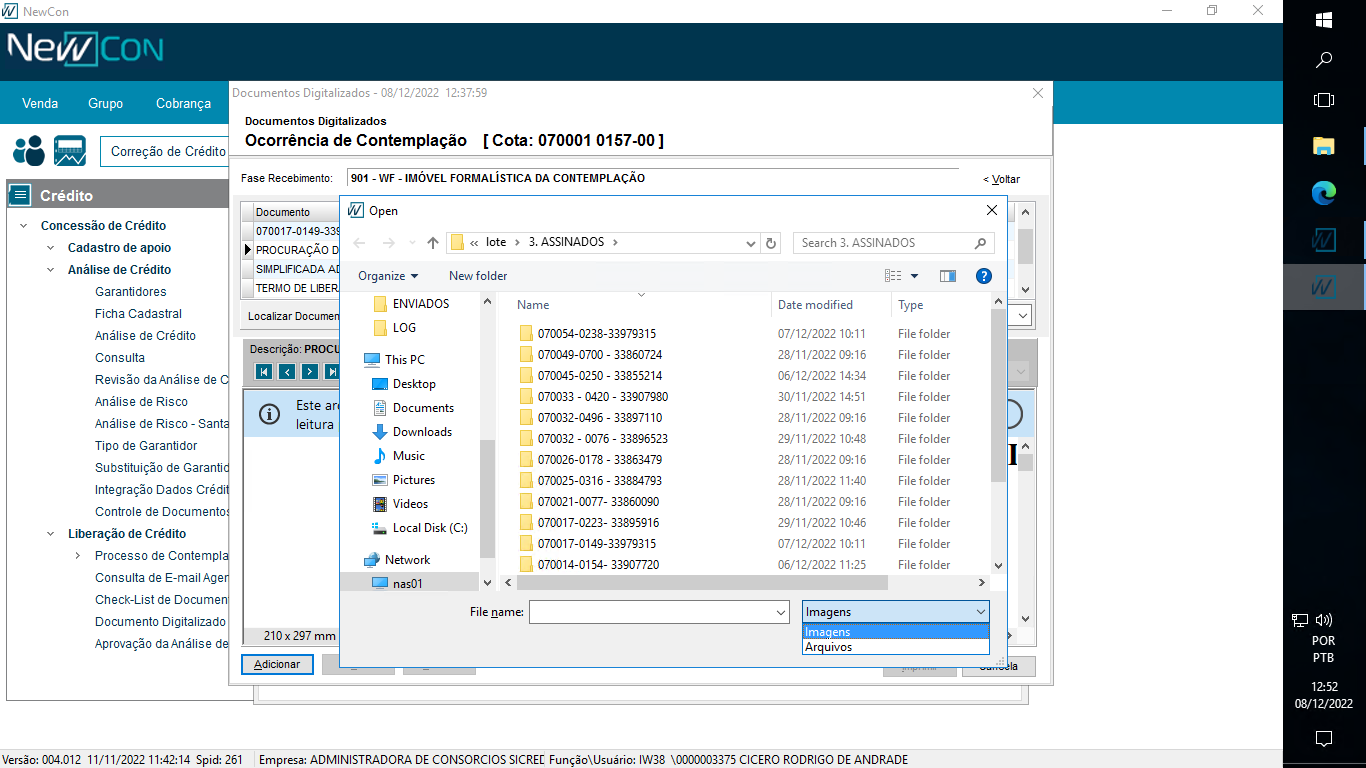 NewCon
NewCon
Venda Grupo Cobrança
Correção de Crédito
Crédito
Concessão de Crédito
Cadastro de apoio
Análise de Crédito
Garantidores
Ficha Cadastral
Análise de Crédito
Consulta
Revisão da Análise de C
Análise de Risco
Análise de Risco - Santa
Tipo de Garantidor
Substituição de Garantid
Integração Dados Crédit
Controle de Documentos
Liberação de Crédito
Processo de Contempla
Consulta de E-mail Agen
Check-List de Documen
Documento Digitalizado
Aprovação da Análise de
Documentos Digitalizados - 08/12/2022 12:37:59
Documentos Digitalizados
Ocorrência de Contemplação [ Cota: 070001 0157-00 ]
Fase Recebimento: 901 - WF - IMÓVEL FORMALÍSTICA DA CONTEMPLAÇÃO < Voltar
Documento
070017-0149-339
PROCURAÇÃO D
SIMPLIFICADA AD
TERMO DE LIBER
Localizar Documen
Descrição: PROCU
Este arq
leitura
210 x 297 mm
Adicionar
Imprimir
Cancela
Open
« lote › 3. ASSINADOS ›
Search 3. ASSINADOS
Organize New folder
ENVIADOS
LOG
This PC
Desktop
Documents
Downloads
Music
Pictures
Videos
Local Disk (C:)
Network
nas01
Name Date modified Type
070054-0238-33979315 07/12/2022 10:11 File folder
070049-0700 - 33860724 28/11/2022 09:16 File folder
070045-0250 - 33855214 06/12/2022 14:34 File folder
070033 - 0420 - 33907980 30/11/2022 14:51 File folder
070032-0496 - 33897110 28/11/2022 09:16 File folder
070032 - 0076 - 33896523 29/11/2022 10:48 File folder
070026-0178 - 33863479 28/11/2022 09:16 File folder
070025-0316 - 33884793 28/11/2022 11:40 File folder
070021-0077- 33860090 28/11/2022 09:16 File folder
070017-0223- 33895916 29/11/2022 10:46 File folder
070017-0149-33979315 07/12/2022 10:11 File folder
070014-0154- 33907720 06/12/2022 11:25 File folder
File name:
Imagens
Imagens
Arquivos
POR
PTB
12:52
08/12/2022
Versão: 004.012 11/11/2022 11:42:14 Spid: 261 Empresa: ADMINISTRADORA DE CONSORCIOS SICRED Função\Usuário: IW38 \0000003375 CICERO RODRIGO DE ANDRADE